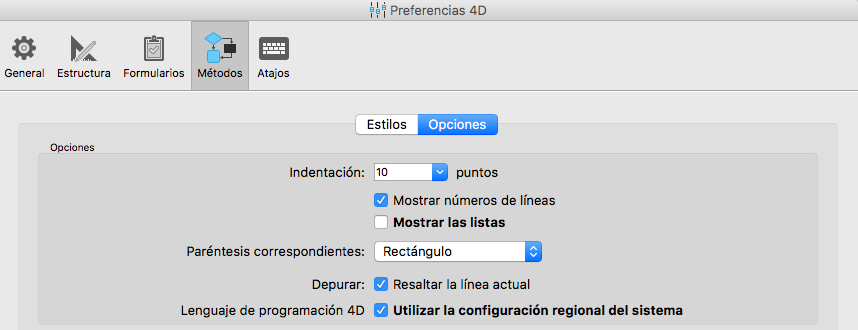 Preferencias 4D
General Estructura Formularios Métodos Atajos
Estilos Opciones
Opciones
Indentación: 10 puntos
Mostrar números de líneas
Mostrar las listas
Paréntesis correspondientes: Rectángulo
Depurar: Resaltar la línea actual
Lenguaje de programación 4D Utilizar la configuración regional del sistema